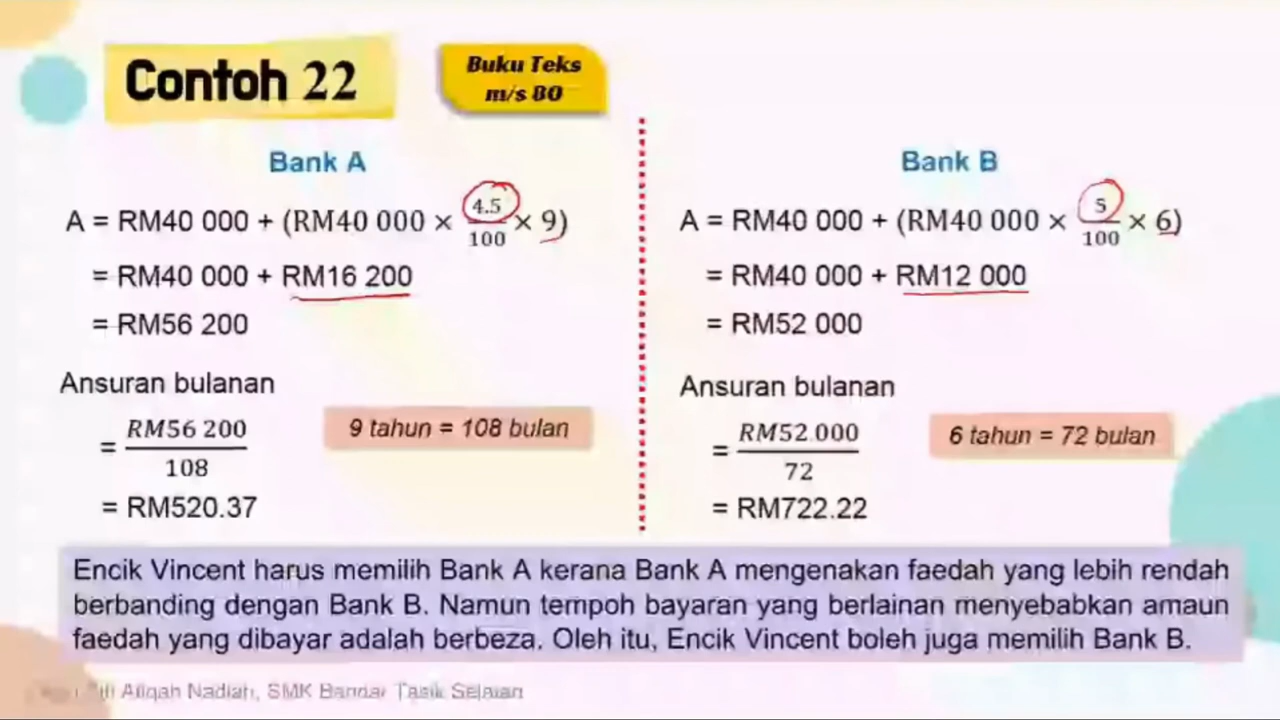 Contoh 22
Buku Teks
m/s 80
Bank A
A = RM40 000 + (RM40 000 × 4.5/100 × 9)
= RM40 000 + RM16 200
= RM56 200
Ansuran bulanan
= RM56 200/108
9 tahun = 108 bulan
= RM520.37
Bank B
A = RM40 000 + (RM40 000 × 5/100 × 6)
= RM40 000 + RM12 000
= RM52 000
Ansuran bulanan
= RM52 000/72
6 tahun = 72 bulan
= RM722.22
Encik Vincent harus memilih Bank A kerana Bank A mengenakan faedah yang lebih rendah
berbanding dengan Bank B. Namun tempoh bayaran yang berlainan menyebabkan amaun
faedah yang dibayar adalah berbeza. Oleh itu, Encik Vincent boleh juga memilih Bank B.
Atiqah Nadiah, SMK Bandar Tasik Selatan